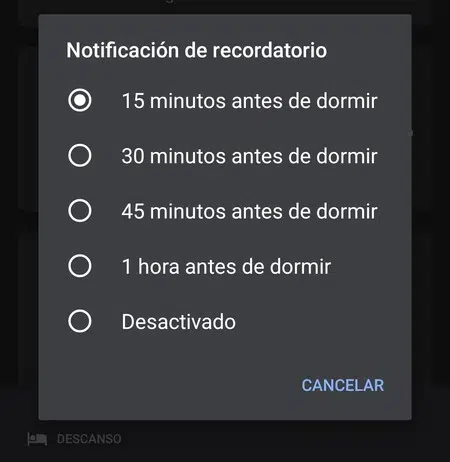 Notificación de recordatorio
15 minutos antes de dormir
30 minutos antes de dormir
45 minutos antes de dormir
1 hora antes de dormir
Desactivado
CANCELAR
DESCANSO